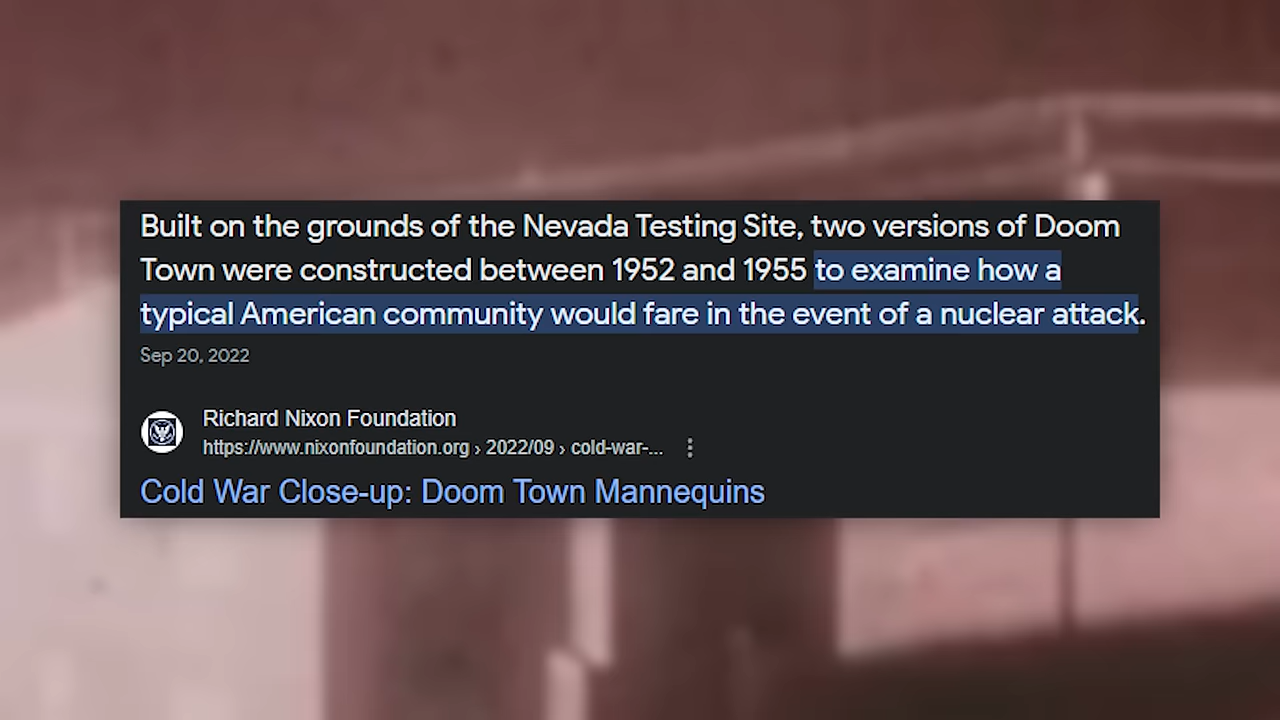 Built on the grounds of the Nevada Testing Site, two versions of Doom
Town were constructed between 1952 and 1955 to examine how a
typical American community would fare in the event of a nuclear attack.
Sep 20, 2022
Richard Nixon Foundation
https://www.nixonfoundation.org › 2022/09 › cold-war-...
Cold War Close-up: Doom Town Mannequins